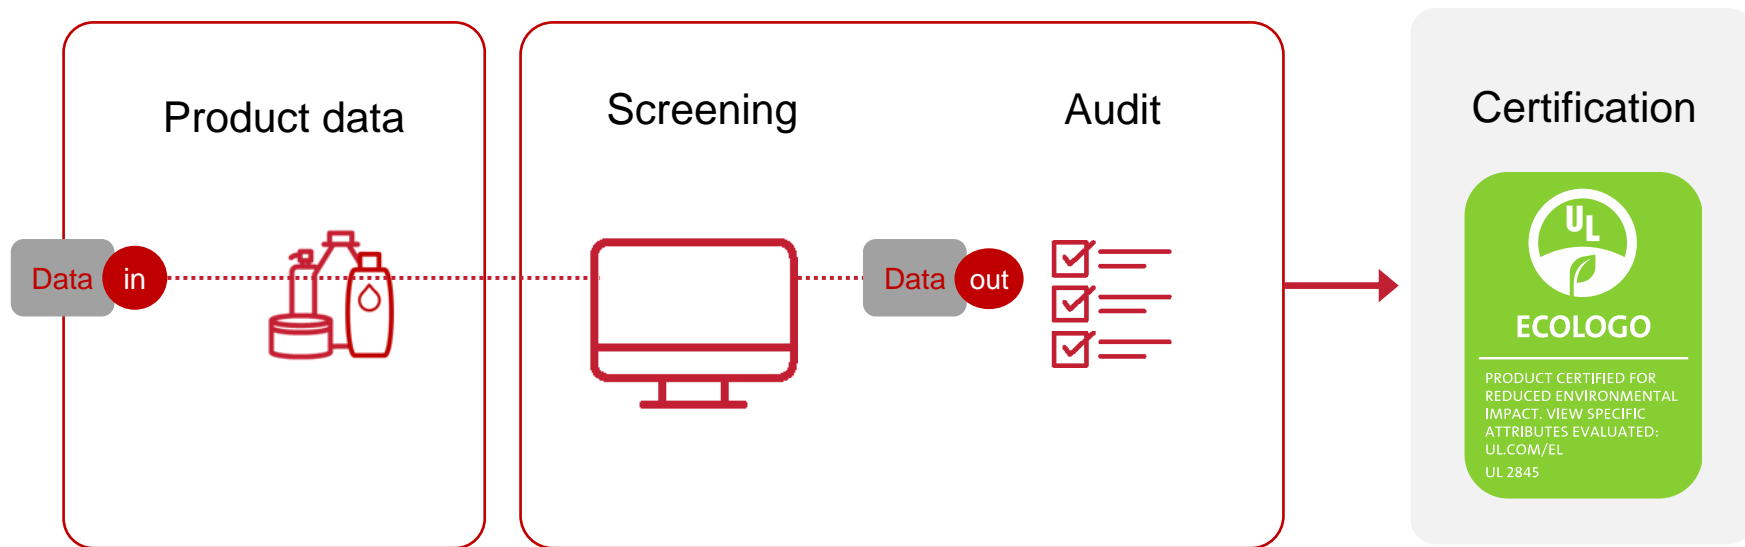 Product data
Data in
Screening
Audit
Data out
Certification
UL
ECOLOGO
PRODUCT CERTIFIED FOR
REDUCED ENVIRONMENTAL
IMPACT. VIEW SPECIFIC
ATTRIBUTES EVALUATED:
UL.COM/EL
UL 2845